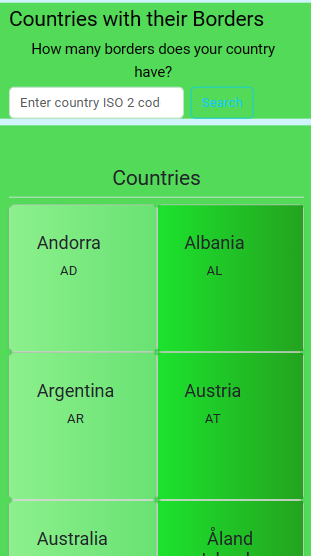 Countries with their Borders
How many borders does your country
have?
Enter country ISO 2 cod
Search
Countries
Andorra
AD
Albania
AL
Argentina
AR
Austria
AT
Australia
Åland